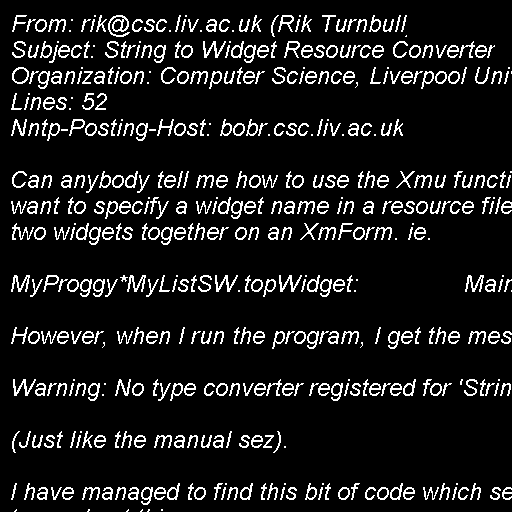 From: rik@csc.liv.ac.uk (Rik Turnbull
Subject: String to Widget Resource Converter
Organization: Computer Science, Liverpool Uni
Lines: 52
Nntp-Posting-Host: bobr.csc.liv.ac.uk
Can anybody tell me how to use the Xmu functi
want to specify a widget name in a resource file
two widgets together on an XmForm. ie.
MyProggy*MyListSW.topWidget: Main
However, when I run the program, I get the mes
Warning: No type converter registered for 'Strin
(Just like the manual sez).
I have managed to find this bit of code which se